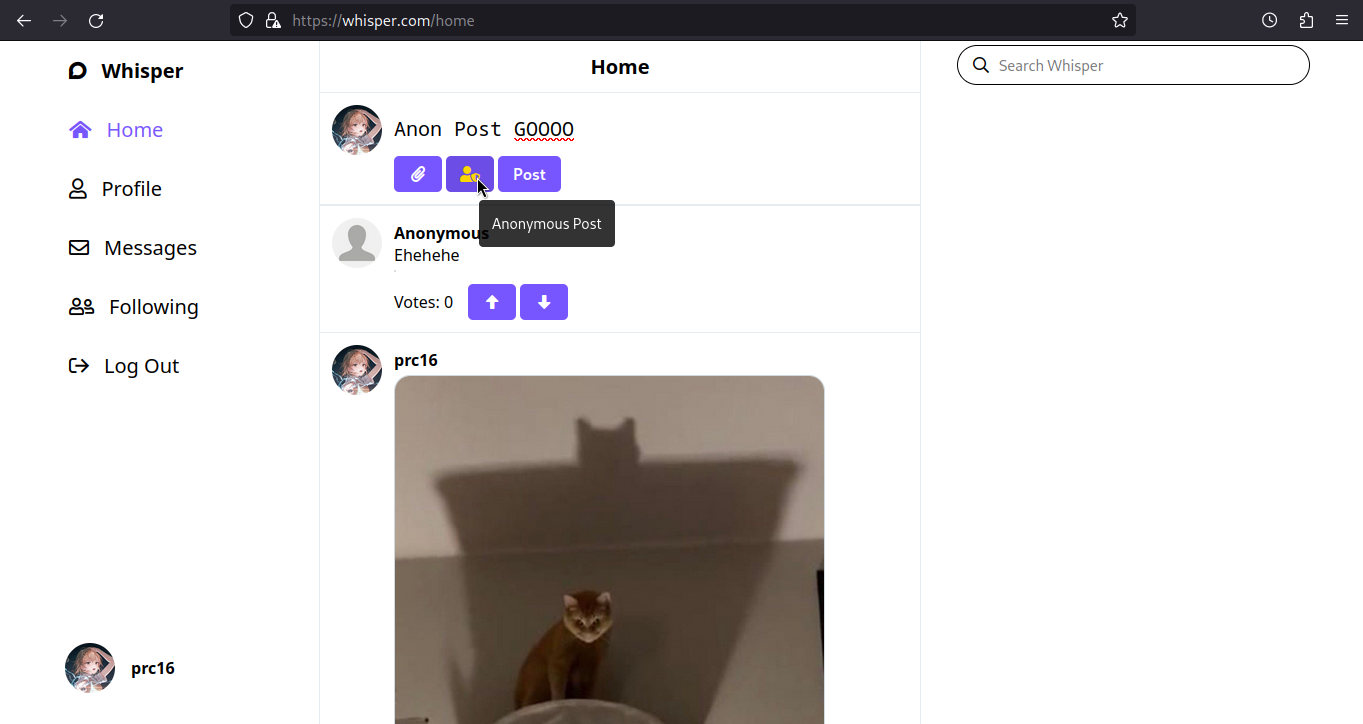 https://whisper.com/home
Whisper
Home
Profile
Messages
Following
Log Out
prc16
Home
Anon Post GOOOO
Post
Anonymous Post
Anonymous
Ehehehe
Votes: 0
prc16
Search Whisper